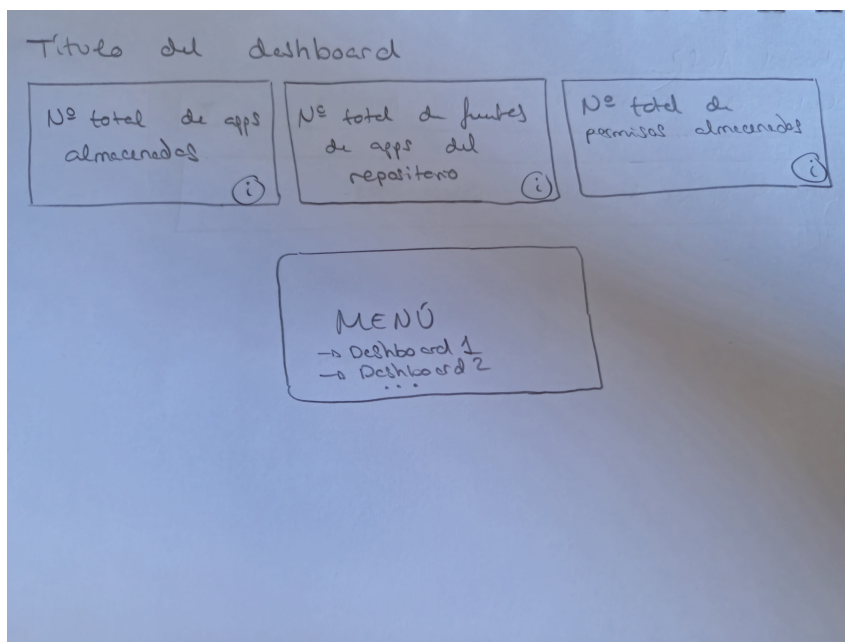 Título del dashboard
Nº total de apps
almacenadas
i
Nº total de fuentes
de apps del
repositorio
i
Nº total de
permisos almacenados
i
MENÚ
→ Dashboard 1
→ Dashboard 2
...